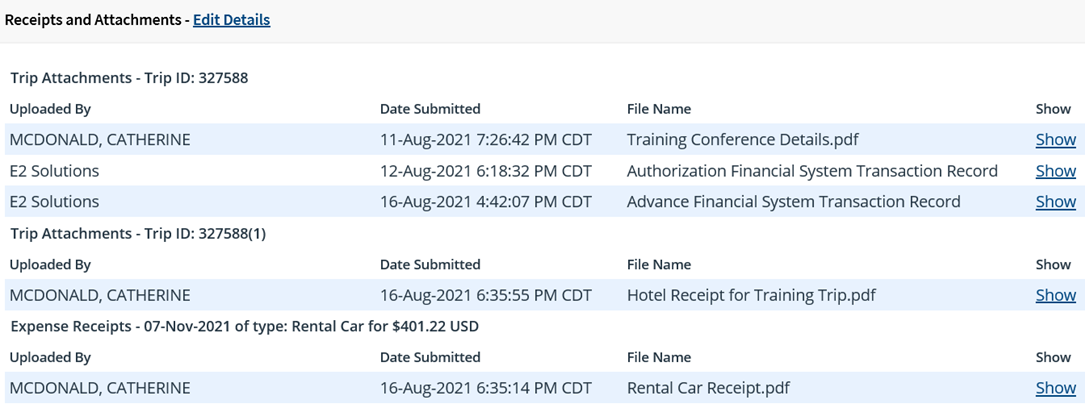 Receipts and Attachments - Edit Details
Trip Attachments - Trip ID: 327588
Uploaded By Date Submitted File Name Show
MCDONALD, CATHERINE 11-Aug-2021 7:26:42 PM CDT Training Conference Details.pdf Show
E2 Solutions 12-Aug-2021 6:18:32 PM CDT Authorization Financial System Transaction Record Show
E2 Solutions 16-Aug-2021 4:42:07 PM CDT Advance Financial System Transaction Record Show
Trip Attachments - Trip ID: 327588(1)
Uploaded By Date Submitted File Name Show
MCDONALD, CATHERINE 16-Aug-2021 6:35:55 PM CDT Hotel Receipt for Training Trip.pdf Show
Expense Receipts - 07-Nov-2021 of type: Rental Car for $401.22 USD
Uploaded By Date Submitted File Name Show
MCDONALD, CATHERINE 16-Aug-2021 6:35:14 PM CDT Rental Car Receipt.pdf Show